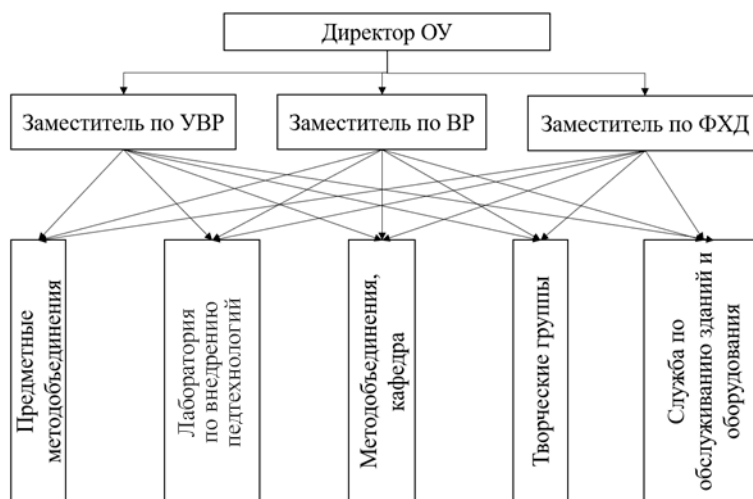 Директор ОУ
Заместитель по УВР
Заместитель по ВР
Заместитель по ФХД
Предметные
методобъединения
Лаборатория
по внедрению
педтехнологий
Методобъединения,
кафедра
Творческие группы
Служба по
обслуживанию зданий и
оборудования